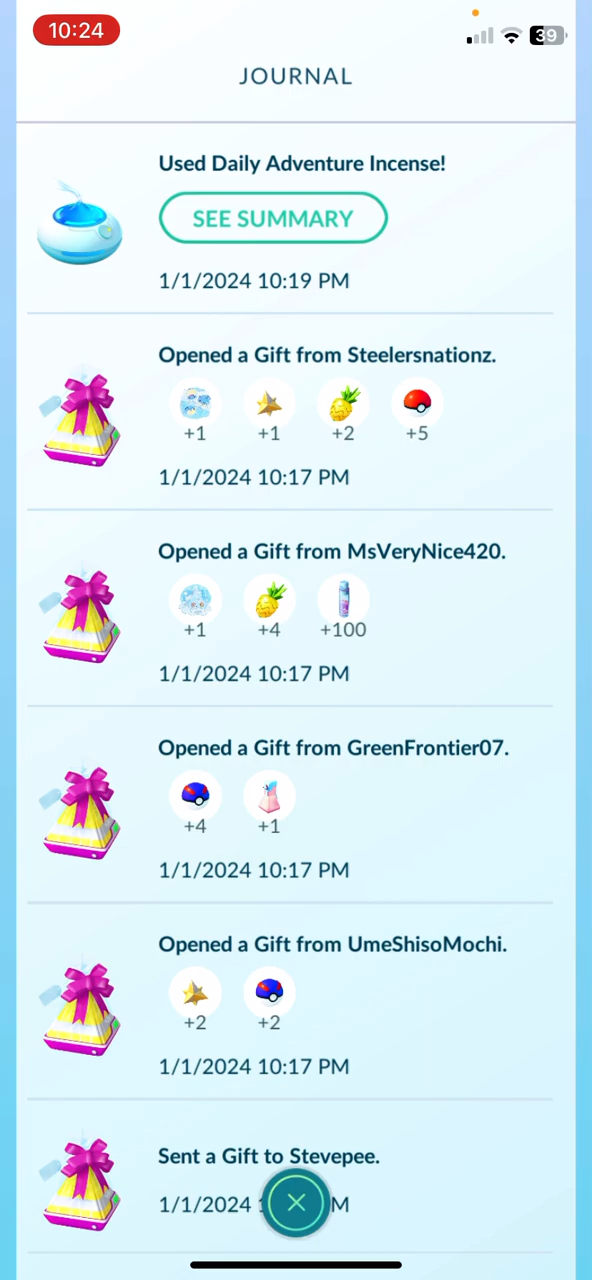 10:24
39
JOURNAL
Used Daily Adventure Incense!
SEE SUMMARY
1/1/2024 10:19 PM
Opened a Gift from Steelersnationz.
+1 +1 +2 +5
1/1/2024 10:17 PM
Opened a Gift from MsVeryNice420.
+1 +4 +100
1/1/2024 10:17 PM
Opened a Gift from GreenFrontier07.
+4 +1
1/1/2024 10:17 PM
Opened a Gift from UmeShisoMochi.
+2 +2
1/1/2024 10:17 PM
Sent a Gift to Stevepee.
1/1/2024